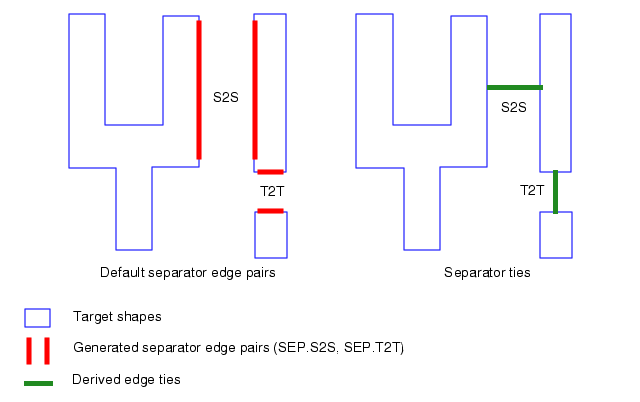 S2S
S2S
T2T
T2T
Default separator edge pairs
Separator ties
Target shapes
Generated separator edge pairs (SEP.S2S, SEP.T2T)
Derived edge ties